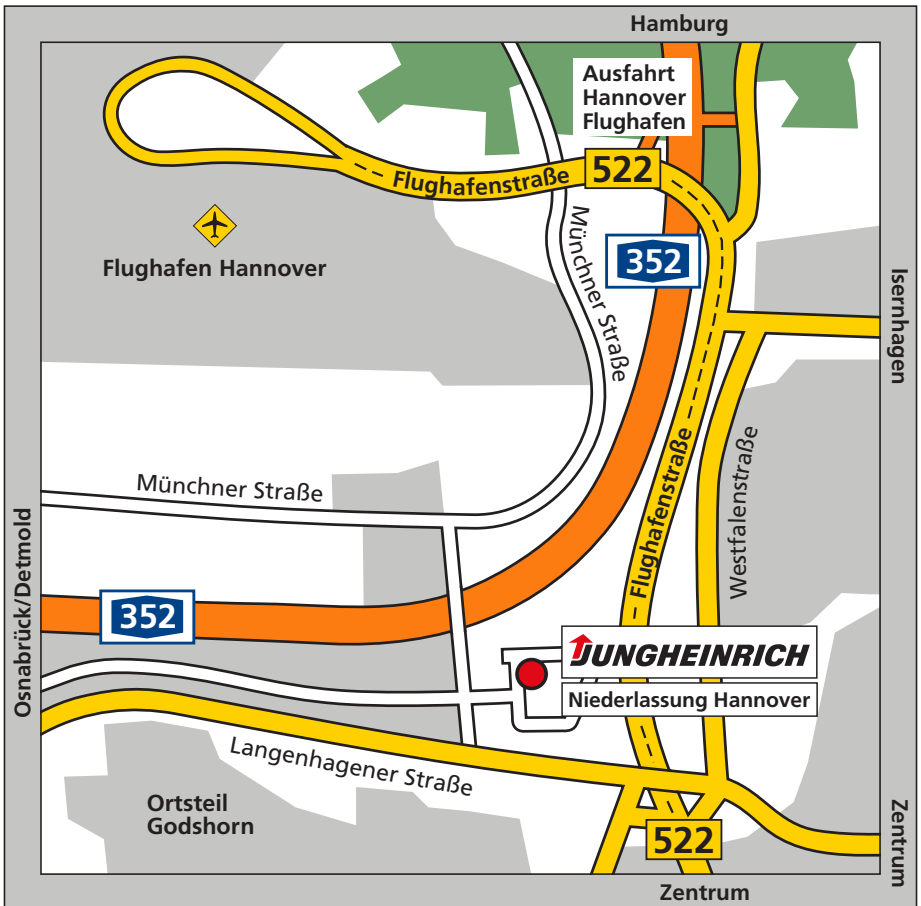 Hamburg
Ausfahrt
Hannover
Flughafen
522
Flughafenstraße
Münchner Straße
352
Flughafen Hannover
Isernhagen
Münchner Straße
Flughafenstraße
Westfalenstraße
Osnabrück/Detmold
352
JUNGHEINRICH
Niederlassung Hannover
Langenhagener Straße
Ortsteil
Godshorn
522
Zentrum
Zentrum